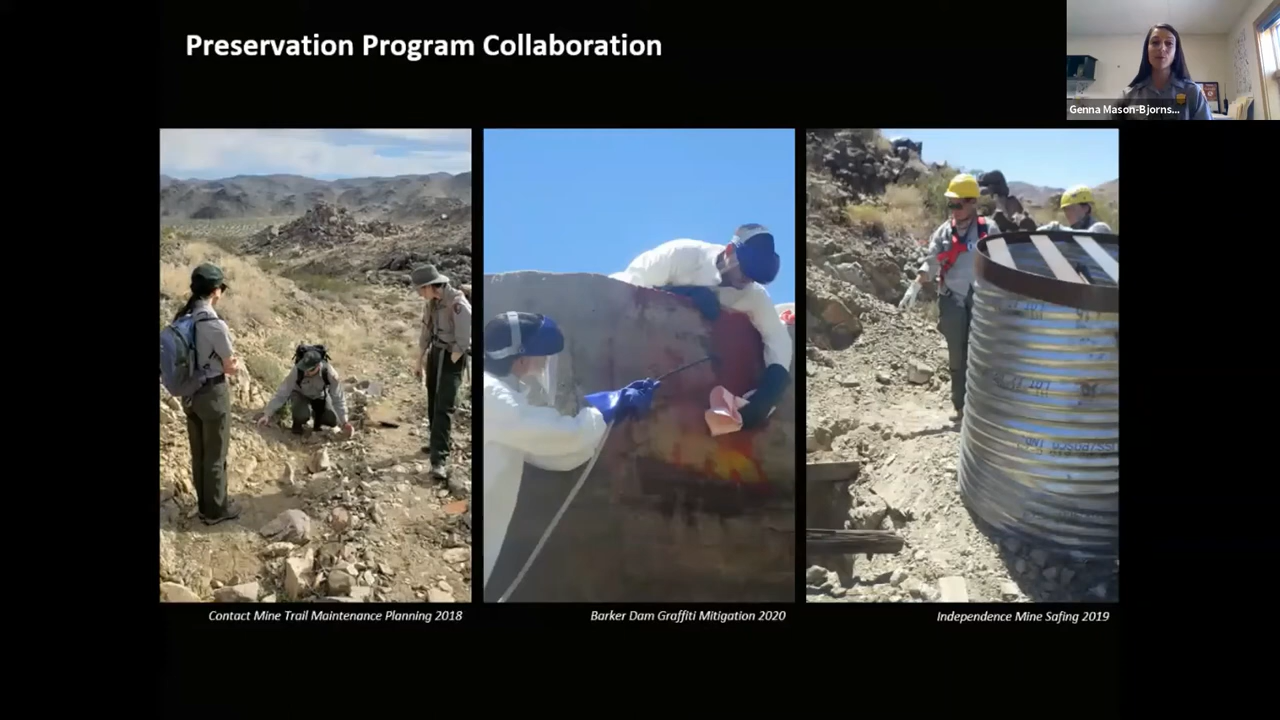 Preservation Program Collaboration
Genna Mason-Bjorns...
Contact Mine Trail Maintenance Planning 2018
Barker Dam Graffiti Mitigation 2020
Independence Mine Safing 2019